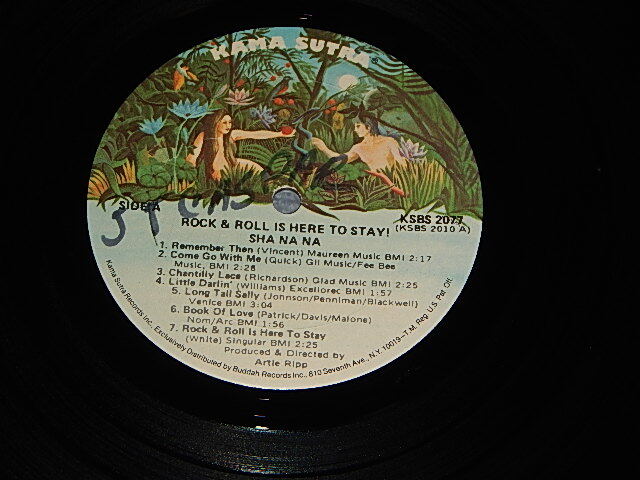 KAMA SUTRA
SIDE A
KSBS 2077
(KSBS 2010 A)
ROCK & ROLL IS HERE TO STAY!
SHA NA NA
1. Remember Then (Vincent) Maureen Music BMI 2:17
2. Come Go With Me (Quick) Gil Music/Fee Bee
Music, BMI 2:28
3. Chantilly Lace (Richardson) Glad Music BMI 2:25
4. Little Darlin' (Williams) Excellorec BMI 1:57
5. Long Tall Sally (Johnson/Penniman/Blackwell)
Venice BMI 3:04
6. Book Of Love (Patrick/Davis/Malone)
Nom/Arc BMI 1:56
7. Rock & Roll Is Here To Stay
(White) Singular BMI 2:25
Produced & Directed by
Artie Ripp
Kama Sutra Records Inc., Exclusively Distributed by Buddah Records Inc., 810 Seventh Ave., N.Y. 10019-T.M. Reg. U.S. Pat. Off.